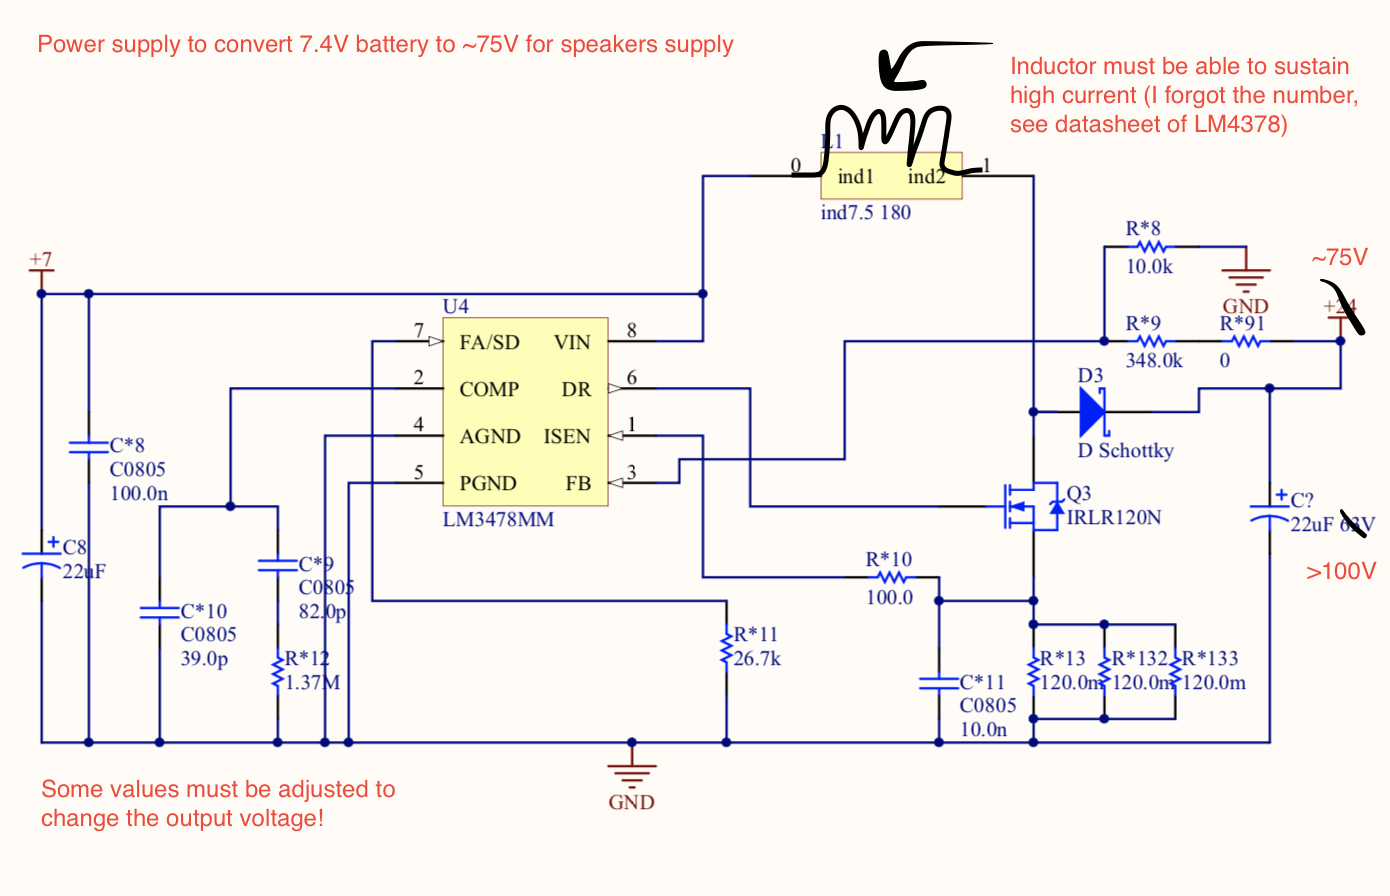 Power supply to convert 7.4V battery to ~75V for speakers supply
Inductor must be able to sustain
high current (I forgot the number,
see datasheet of LM4378)
L1
0
ind1
ind2
1
ind7.5 180
R*8
10.0k
GND
~75V
+24
+7
U4
7
FA/SD
VIN
8
2
COMP
DR
6
4
AGND
ISEN
1
5
PGND
FB
3
LM3478MM
R*9
348.0k
R*91
0
D3
D Schottky
C*8
C0805
100.0n
C8
22uF
C*9
C0805
82.0p
C*10
C0805
39.0p
R*12
1.37M
Q3
IRLR120N
C?
22uF 63V
>100V
R*10
100.0
R*11
26.7k
R*13
120.0m
R*132
120.0m
R*133
120.0m
C*11
C0805
10.0n
GND
Some values must be adjusted to
change the output voltage!